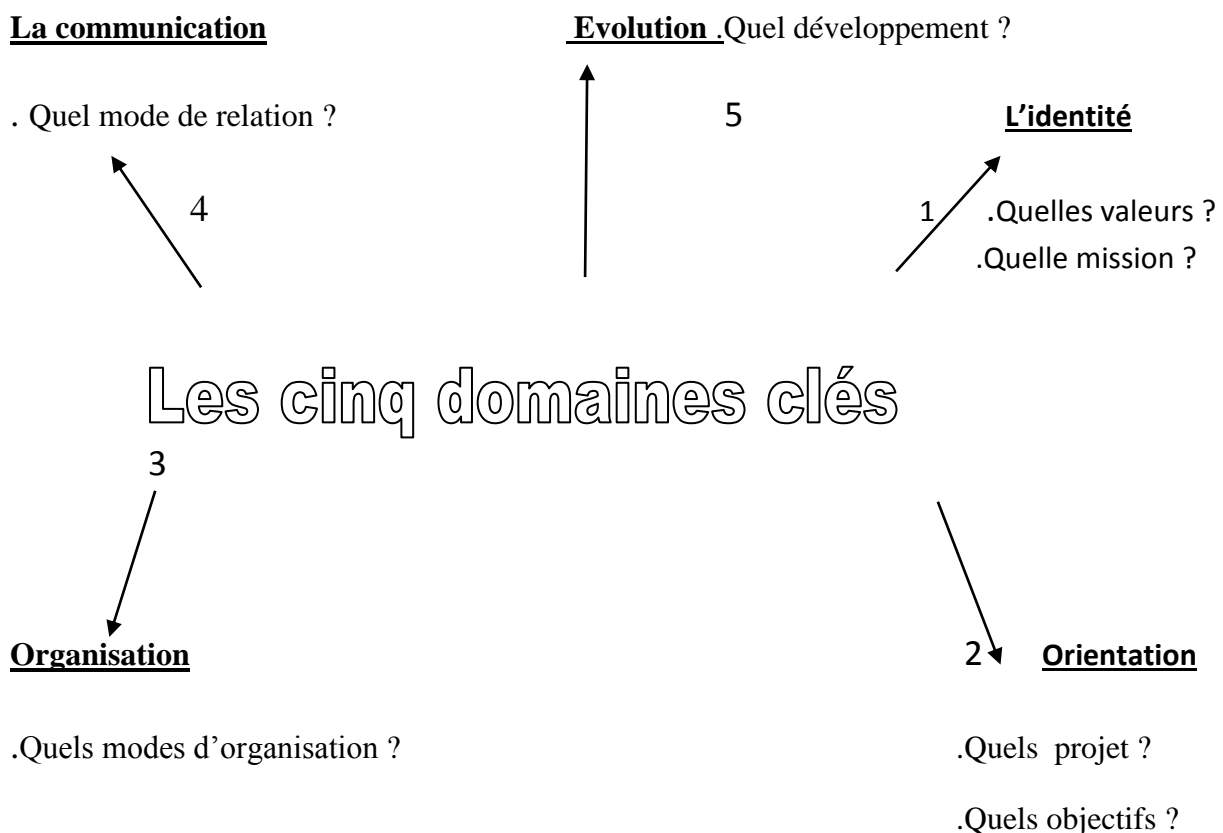 La communication
Evolution .Quel développement ?
. Quel mode de relation ?
5
L’identité
4
1
.Quelles valeurs ?
.Quelle mission ?
Les cinq domaines clés
3
Organisation
2
Orientation
.Quels modes d’organisation ?
.Quels projet ?
.Quels objectifs ?